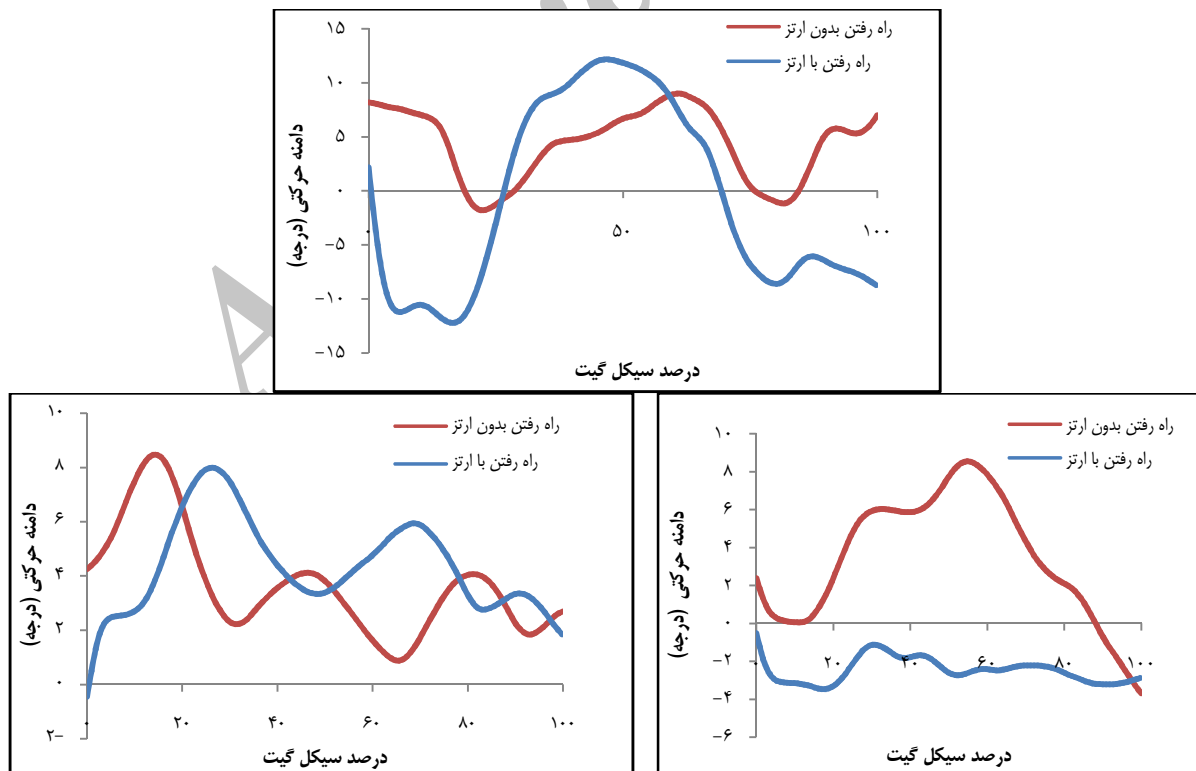 راه رفتن بدون ارتز
راه رفتن با ارتز
دامنه حرکتی (درجه)
۱۵
۱۰
۵
۰
−۵
−۱۰
−۱۵
۰ ۵۰ ۱۰۰
درصد سیکل گیت
راه رفتن بدون ارتز
راه رفتن با ارتز
دامنه حرکتی (درجه)
۱۰
۸
۶
۴
۲
۰
−۲
−۴
−۶
۰ ۲۰ ۴۰ ۶۰ ۸۰ ۱۰۰
درصد سیکل گیت
راه رفتن بدون ارتز
راه رفتن با ارتز
دامنه حرکتی (درجه)
۱۰
۸
۶
۴
۲
۰
۲−
۰ ۲۰ ۴۰ ۶۰ ۸۰ ۱۰۰
درصد سیکل گیت